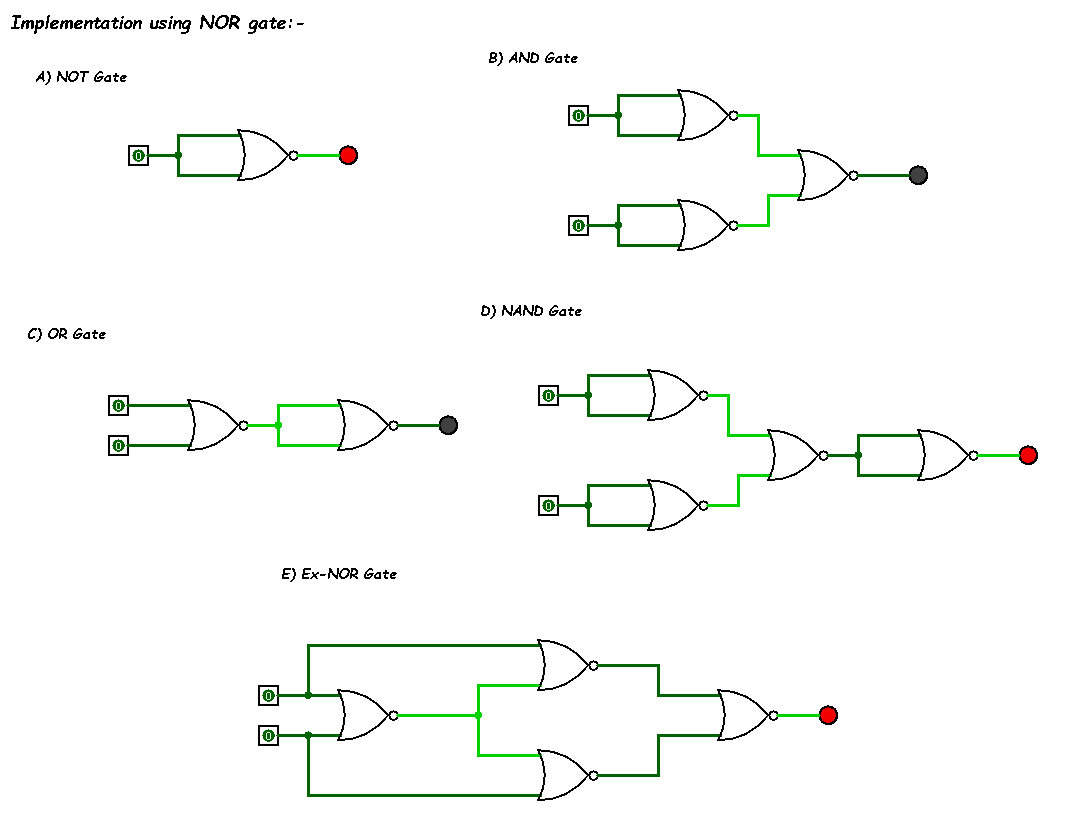 Implementation using NOR gate:-
B) AND Gate
A) NOT Gate
0
0
0
D) NAND Gate
C) OR Gate
0
0
0
0
E) Ex-NOR Gate
0
0